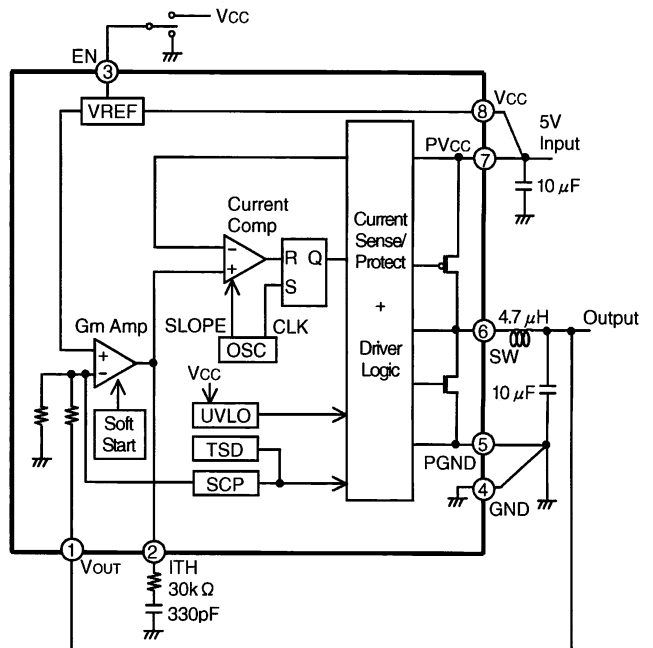 VCC
EN
3
VREF
8
VCC
5V
Input
PVCC
7
10 μF
Current
Comp
Current
Sense/
Protect
+
Driver
Logic
−
+
R Q
S
SLOPE
CLK
OSC
4.7 μH
Output
6
SW
Gm Amp
+
−
VCC
10 μF
Soft
Start
UVLO
TSD
SCP
5
PGND
4
GND
1
VOUT
2
ITH
30k Ω
330pF